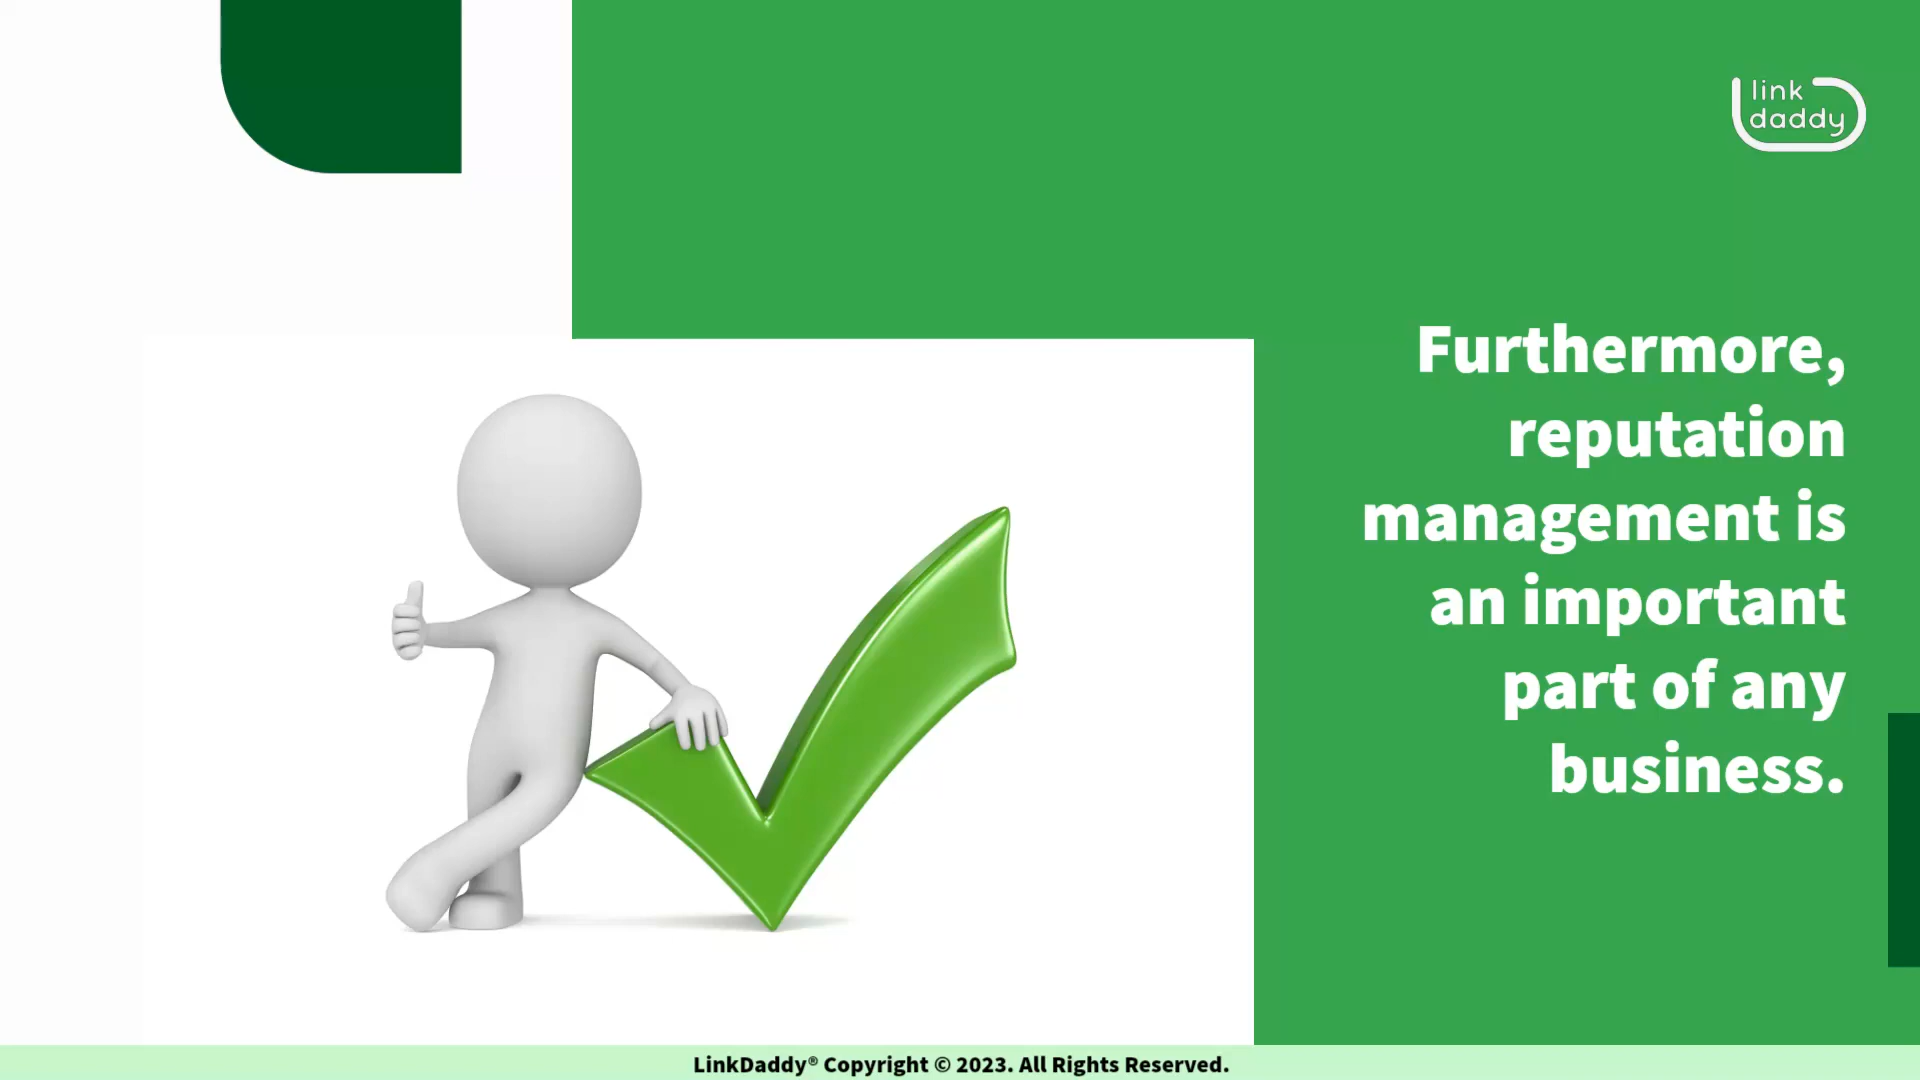 link
daddy
Furthermore,
reputation
management is
an important
part of any
business.
LinkDaddy® Copyright © 2023. All Rights Reserved.